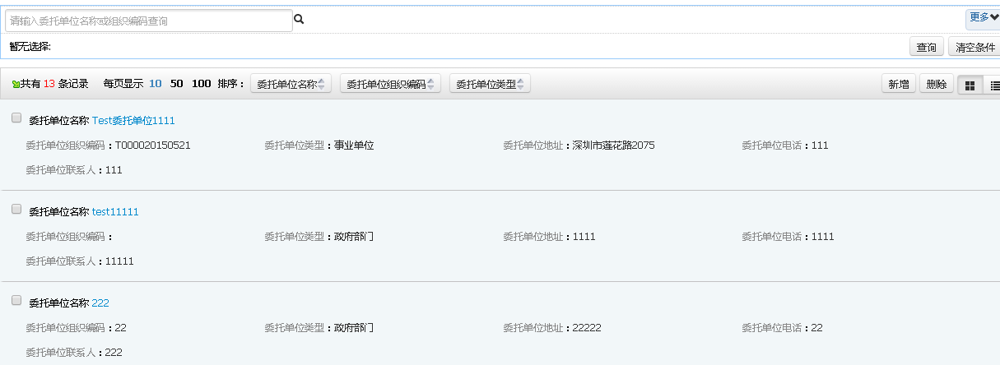 请输入委托单位名称或组织编码查询 更多
暂无选择: 查询 清空条件
共有 13 条记录 每页显示 10 50 100 排序： 委托单位名称 委托单位组织编码 委托单位类型 新增 删除
委托单位名称 Test委托单位1111
委托单位组织编码：T000020150521 委托单位类型：事业单位 委托单位地址：深圳市莲花路2075 委托单位电话：111
委托单位联系人：111
委托单位名称 test11111
委托单位组织编码： 委托单位类型：政府部门 委托单位地址：1111 委托单位电话：1111
委托单位联系人：11111
委托单位名称 222
委托单位组织编码：22 委托单位类型：政府部门 委托单位地址：22222 委托单位电话：22
委托单位联系人：222